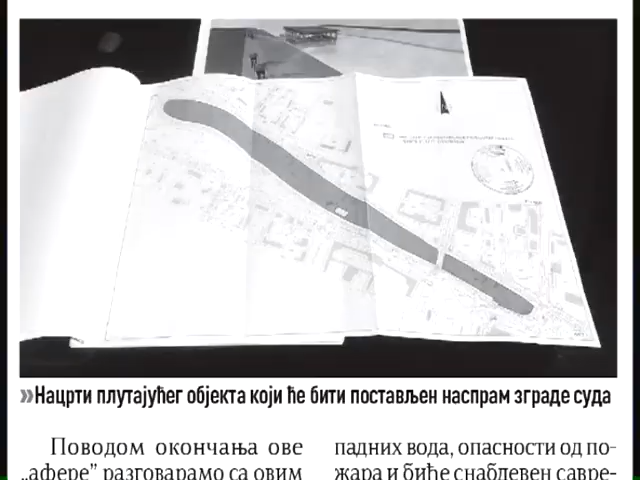 »Нацрти плутајућег објекта који ће бити постављен наспрам зграде суда
Поводом окончања ове
„афере” разговарамо са овим
падних вода, опасности од по-
жара и биће снабдевен савре-